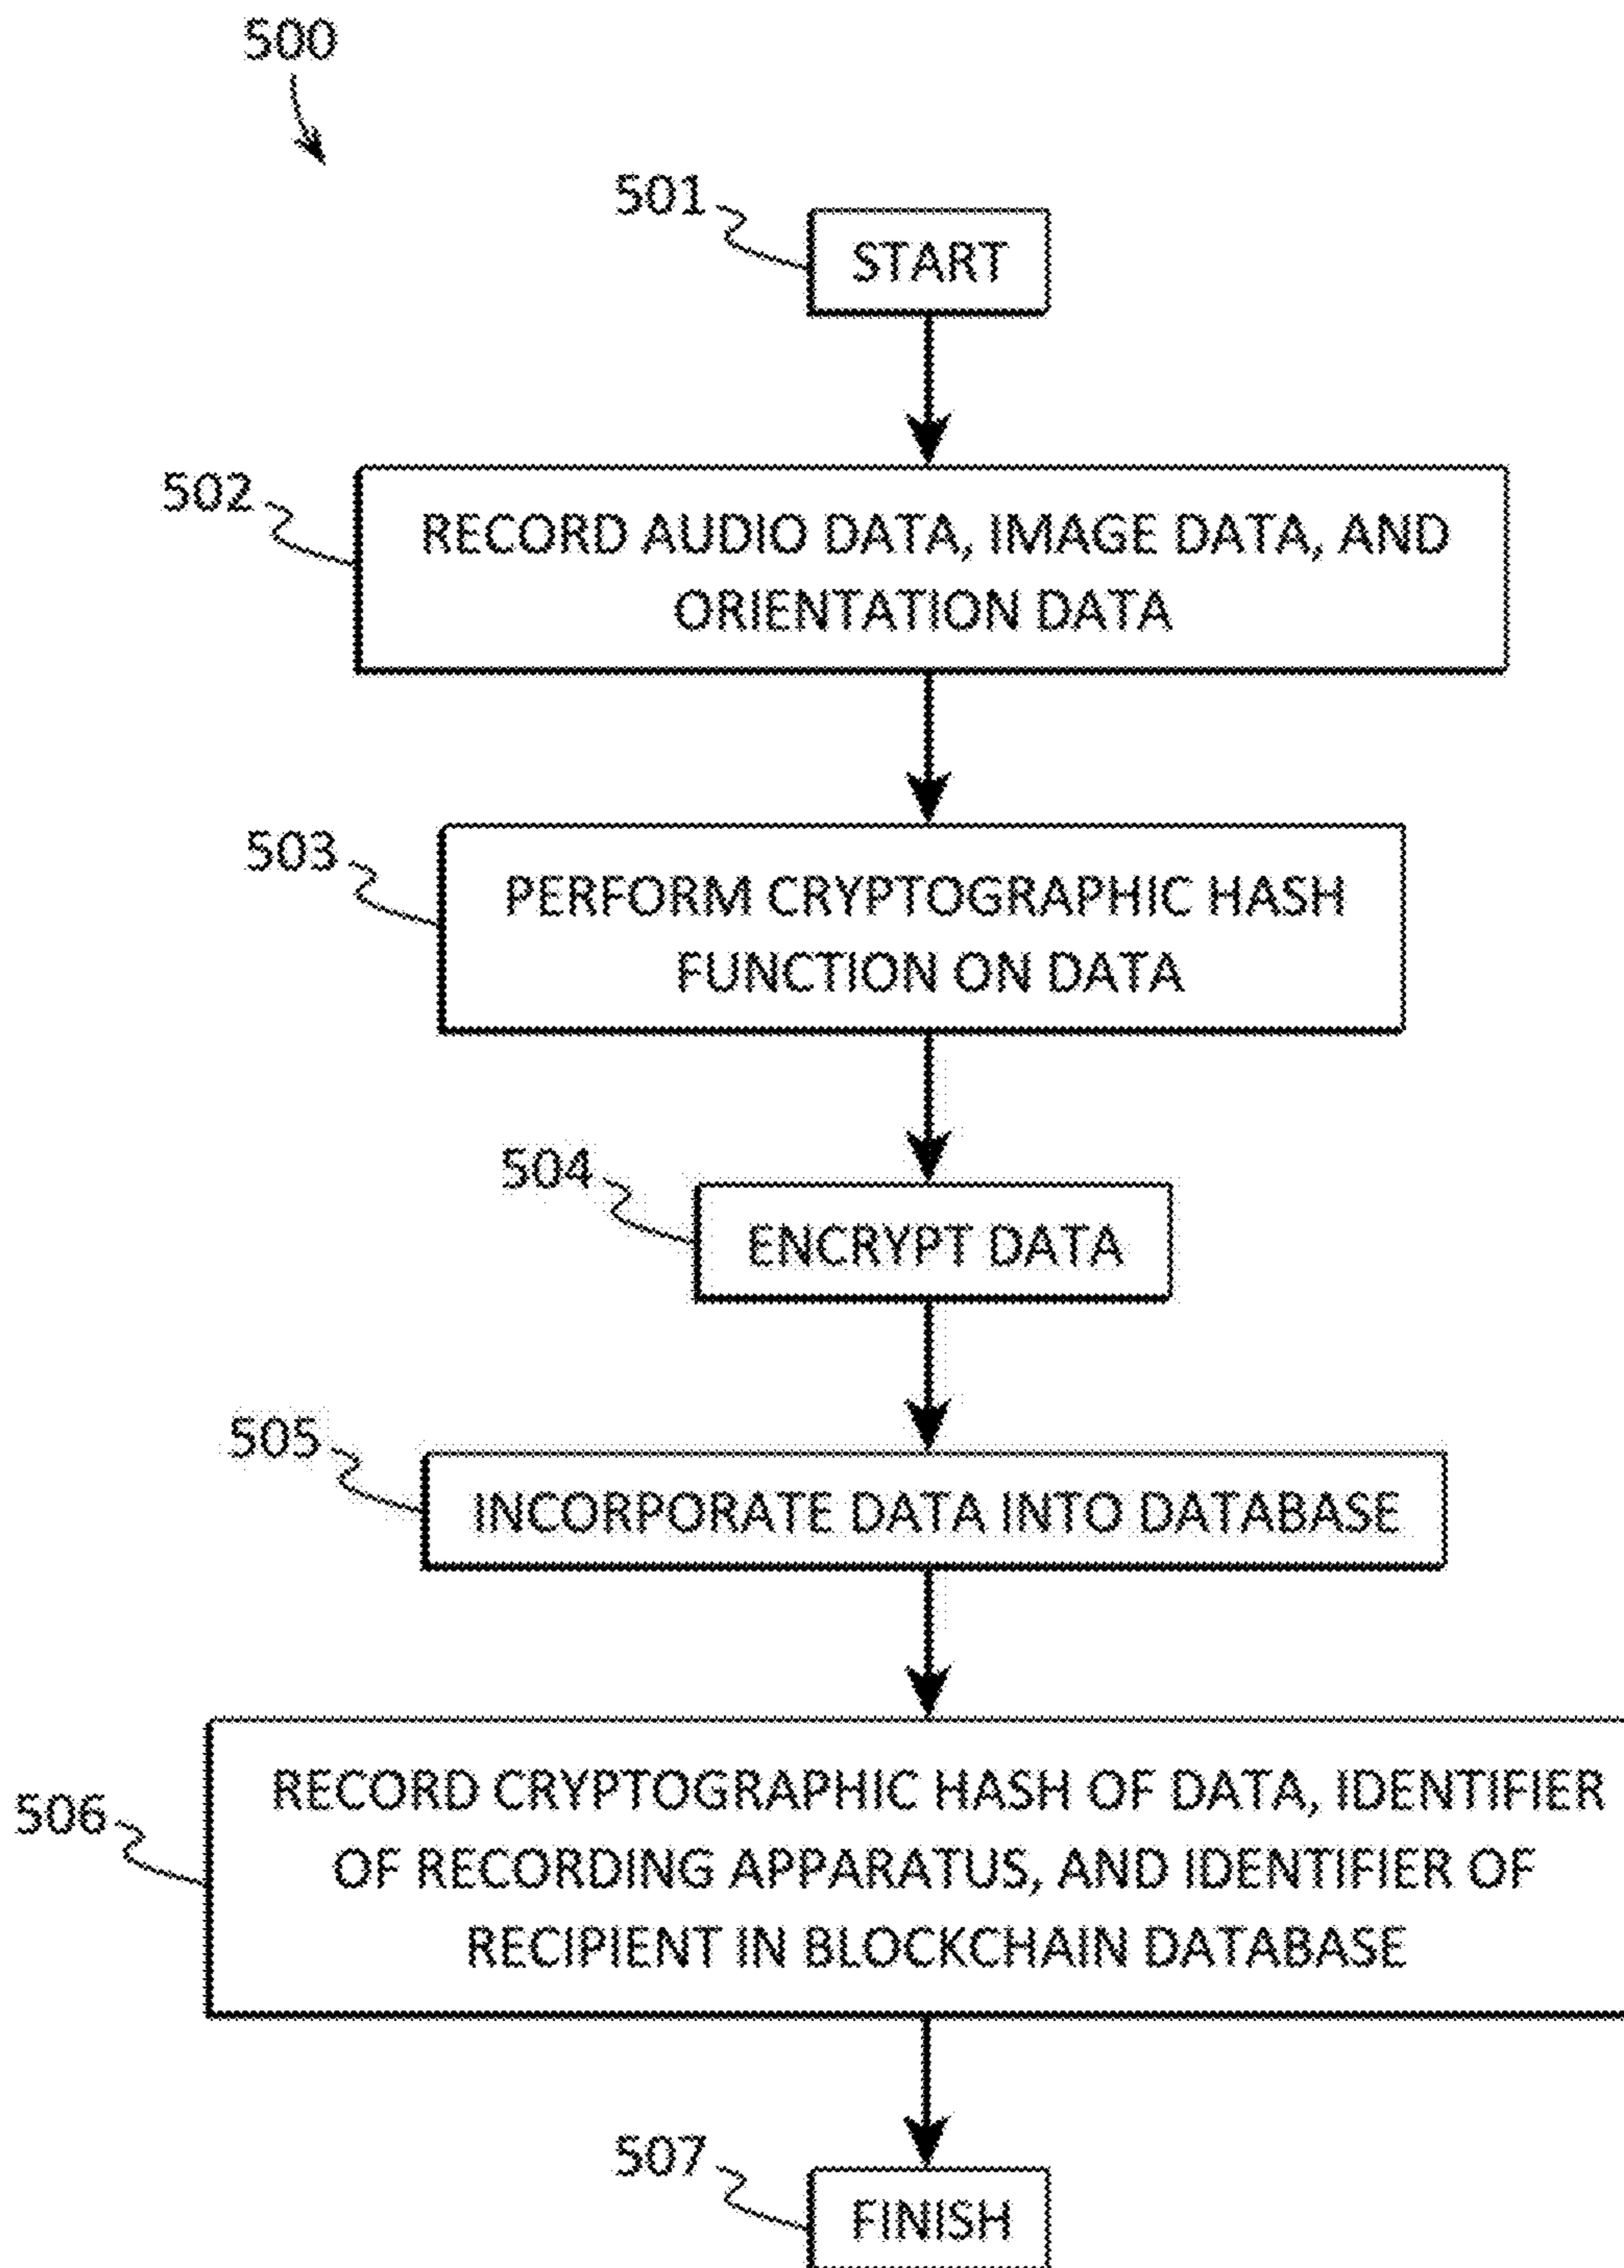 500
501
START
502
RECORD AUDIO DATA, IMAGE DATA, AND
ORIENTATION DATA
503
PERFORM CRYPTOGRAPHIC HASH
FUNCTION ON DATA
504
ENCRYPT DATA
505
INCORPORATE DATA INTO DATABASE
506
RECORD CRYPTOGRAPHIC HASH OF DATA, IDENTIFIER
OF RECORDING APPARATUS, AND IDENTIFIER OF
RECIPIENT IN BLOCKCHAIN DATABASE
507
FINISH